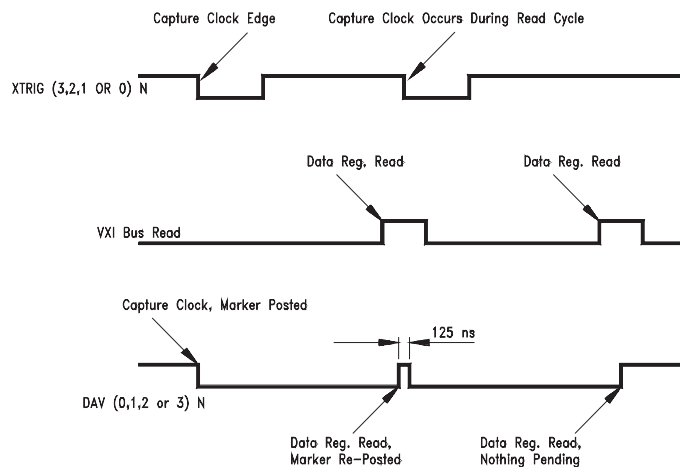 Capture Clock Edge
Capture Clock Occurs During Read Cycle
XTRIG (3,2,1 OR 0) N
Data Reg. Read
Data Reg. Read
VXI Bus Read
Capture Clock, Marker Posted
125 ns
DAV (0,1,2 or 3) N
Data Reg. Read,
Marker Re-Posted
Data Reg. Read,
Nothing Pending